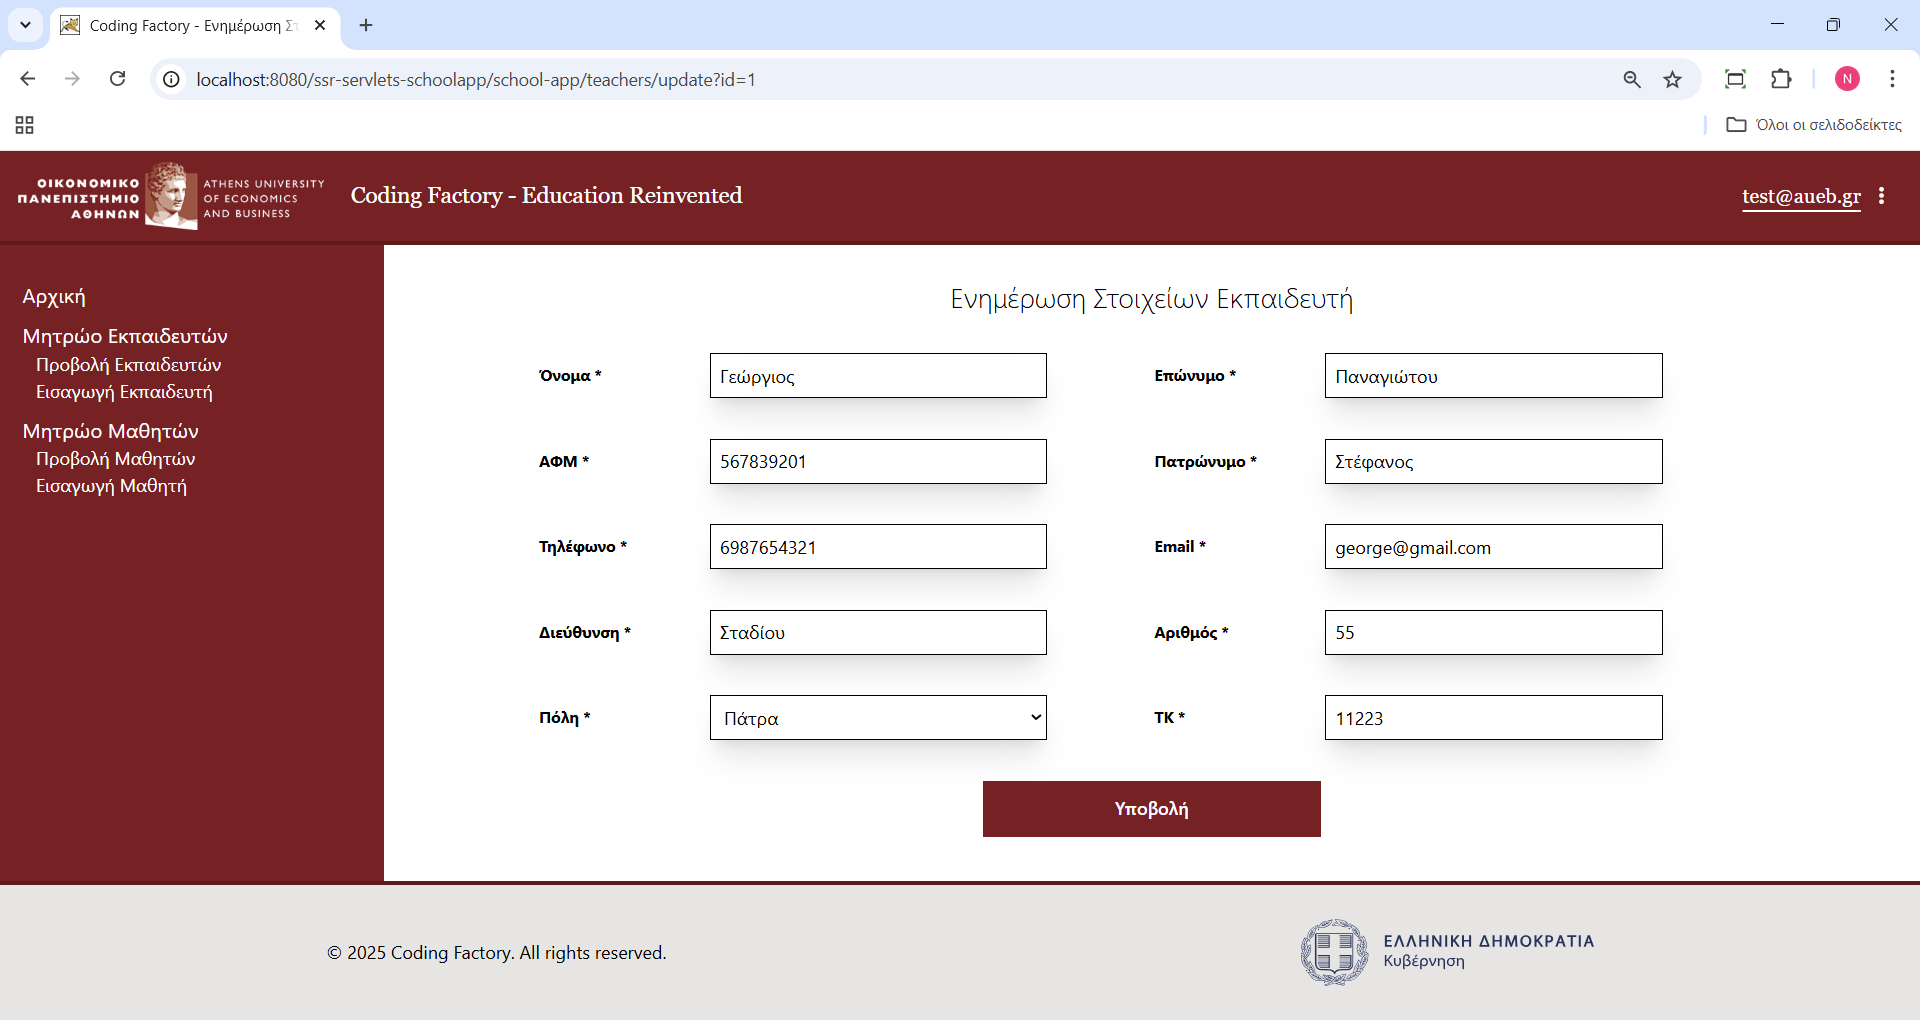 Coding Factory - Ενημέρωση Στ
localhost:8080/ssr-servlets-schoolapp/school-app/teachers/update?id=1
N
Όλοι οι σελιδοδείκτες
ΟΙΚΟΝΟΜΙΚΟ
ΠΑΝΕΠΙΣΤΗΜΙΟ
ΑΘΗΝΩΝ
ATHENS UNIVERSITY
OF ECONOMICS
AND BUSINESS
Coding Factory - Education Reinvented
test@aueb.gr
Αρχική
Μητρώο Εκπαιδευτών
Προβολή Εκπαιδευτών
Εισαγωγή Εκπαιδευτή
Μητρώο Μαθητών
Προβολή Μαθητών
Εισαγωγή Μαθητή
Ενημέρωση Στοιχείων Εκπαιδευτή
Όνομα * Γεώργιος Επώνυμο * Παναγιώτου
ΑΦΜ * 567839201 Πατρώνυμο * Στέφανος
Τηλέφωνο * 6987654321 Email * george@gmail.com
Διεύθυνση * Σταδίου Αριθμός * 55
Πόλη * Πάτρα ΤΚ * 11223
Υποβολή
© 2025 Coding Factory. All rights reserved.
ΕΛΛΗΝΙΚΗ ΔΗΜΟΚΡΑΤΙΑ
Κυβέρνηση